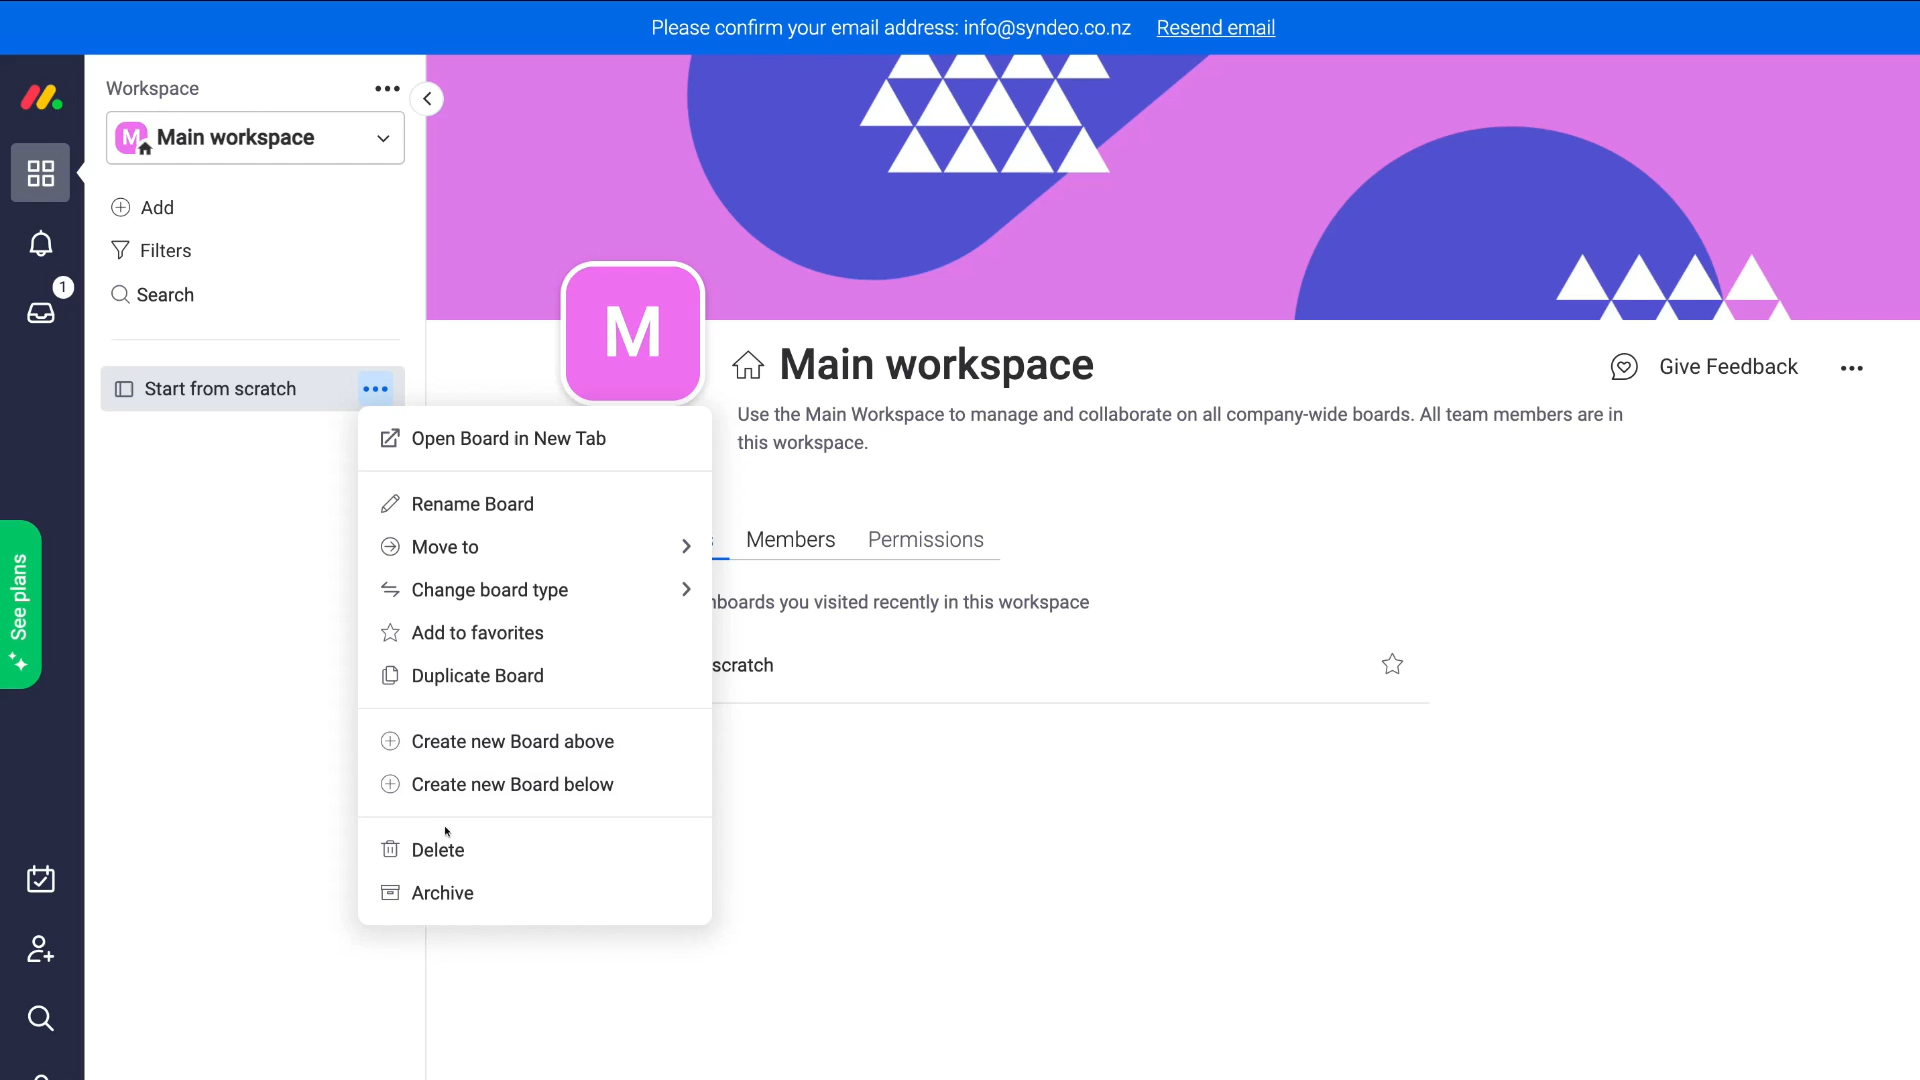 Please confirm your email address: info@syndeo.co.nz Resend email
Workspace
M Main workspace
Add
Filters
1
Search
Start from scratch
M
Main workspace
Give Feedback
Use the Main Workspace to manage and collaborate on all company-wide boards. All team members are in
this workspace.
Open Board in New Tab
Rename Board
Move to
Change board type
Add to favorites
Duplicate Board
Create new Board above
Create new Board below
Delete
Archive
Members
Permissions
boards you visited recently in this workspace
scratch
See plans